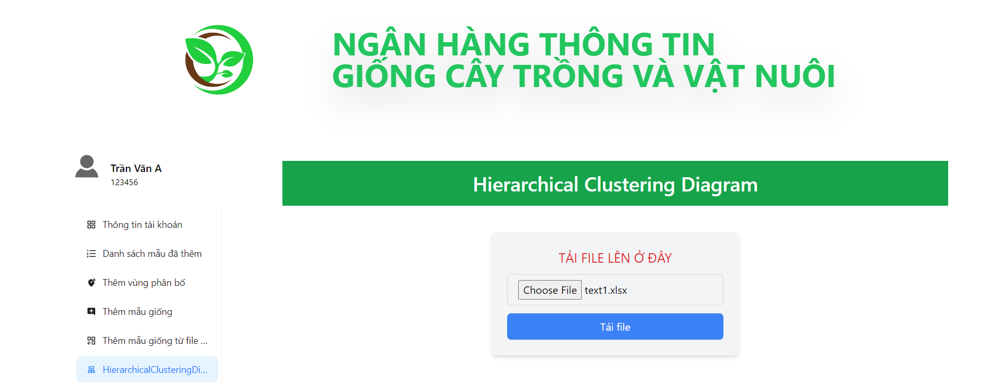 NGÂN HÀNG THÔNG TIN
GIỐNG CÂY TRỒNG VÀ VẬT NUÔI
Trần Văn A
123456
Thông tin tài khoản
Danh sách mẫu đã thêm
Thêm vùng phân bố
Thêm mẫu giống
Thêm mẫu giống từ file ...
HierarchicalClusteringDi...
Hierarchical Clustering Diagram
TẢI FILE LÊN Ở ĐÂY
Choose File text1.xlsx
Tải file